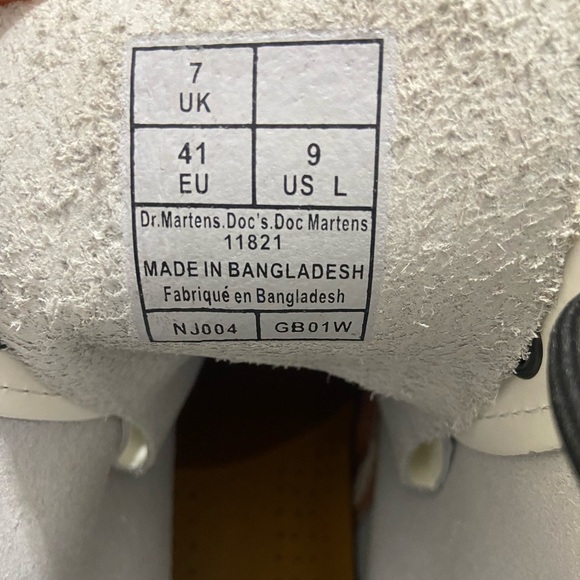 7
UK
41
EU
9
US L
Dr.Martens.Doc's.Doc Martens
11821
MADE IN BANGLADESH
Fabriqué en Bangladesh
NJ004
GB01W